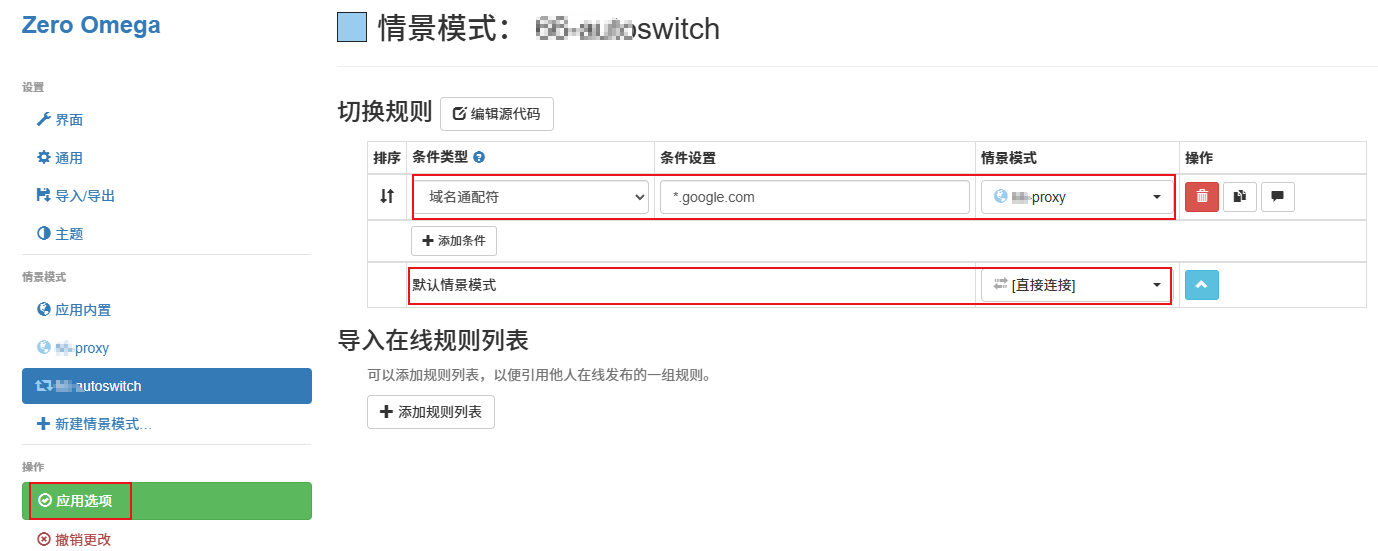 Zero Omega
设置
界面
通用
导入/导出
主题
情景模式
应用内置
proxy
autoswitch
新建情景模式...
操作
应用选项
撤销更改
情景模式： switch
切换规则 编辑源代码
排序 条件类型 条件设置 情景模式 操作
域名通配符 *.google.com proxy
添加条件
默认情景模式 [直接连接]
导入在线规则列表
可以添加规则列表，以便引用他人在线发布的一组规则。
添加规则列表